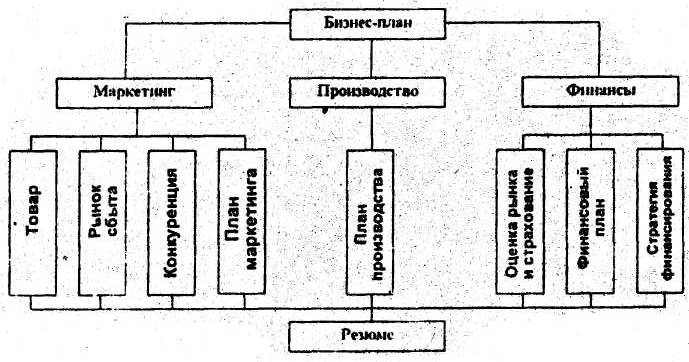 Бизнес-план
Маркетинг
Производство
Финансы
Товар
Рынок
сбыта
Конкуренция
План
маркетинга
План
производства
Оценка рынка
и страхование
Финансовый
план
Стратегия
финансирования
Резюме